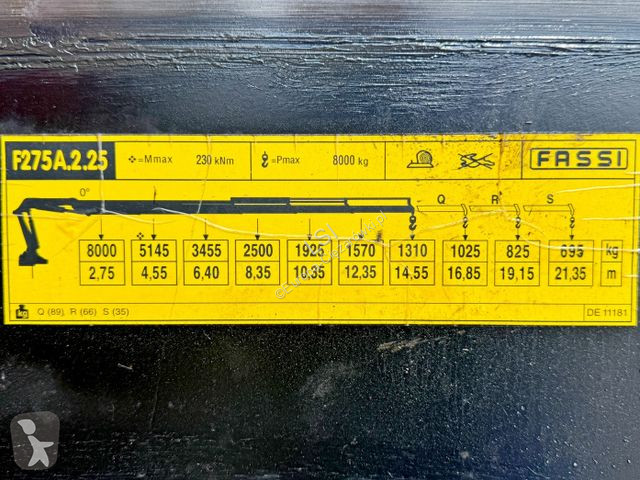 F275A.2.25 Mmax 230 kNm Pmax 8000 kg FASSI
0° Q R S
8000 5145 3455 2500 1925 1570 1310 1025 825 695 kg
2,75 4,55 6,40 8,35 10,35 12,35 14,55 16,85 19,15 21,35 m
kg Q (89), R (66) S (35) DE 11181